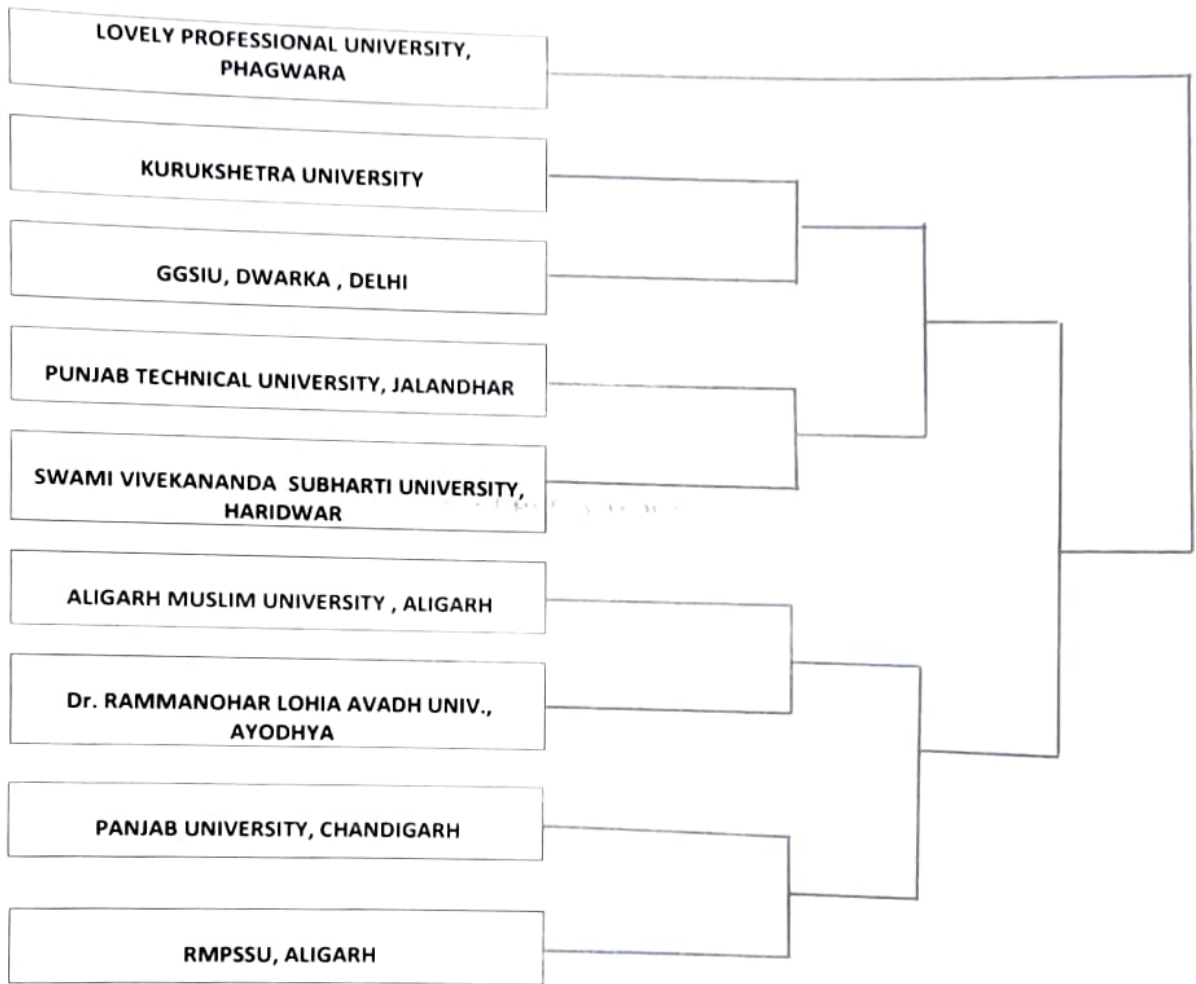 LOVELY PROFESSIONAL UNIVERSITY,
PHAGWARA
KURUKSHETRA UNIVERSITY
GGSIU, DWARKA , DELHI
PUNJAB TECHNICAL UNIVERSITY, JALANDHAR
SWAMI VIVEKANANDA SUBHARTI UNIVERSITY,
HARIDWAR
ALIGARH MUSLIM UNIVERSITY , ALIGARH
Dr. RAMMANOHAR LOHIA AVADH UNIV.,
AYODHYA
PANJAB UNIVERSITY, CHANDIGARH
RMPSSU, ALIGARH